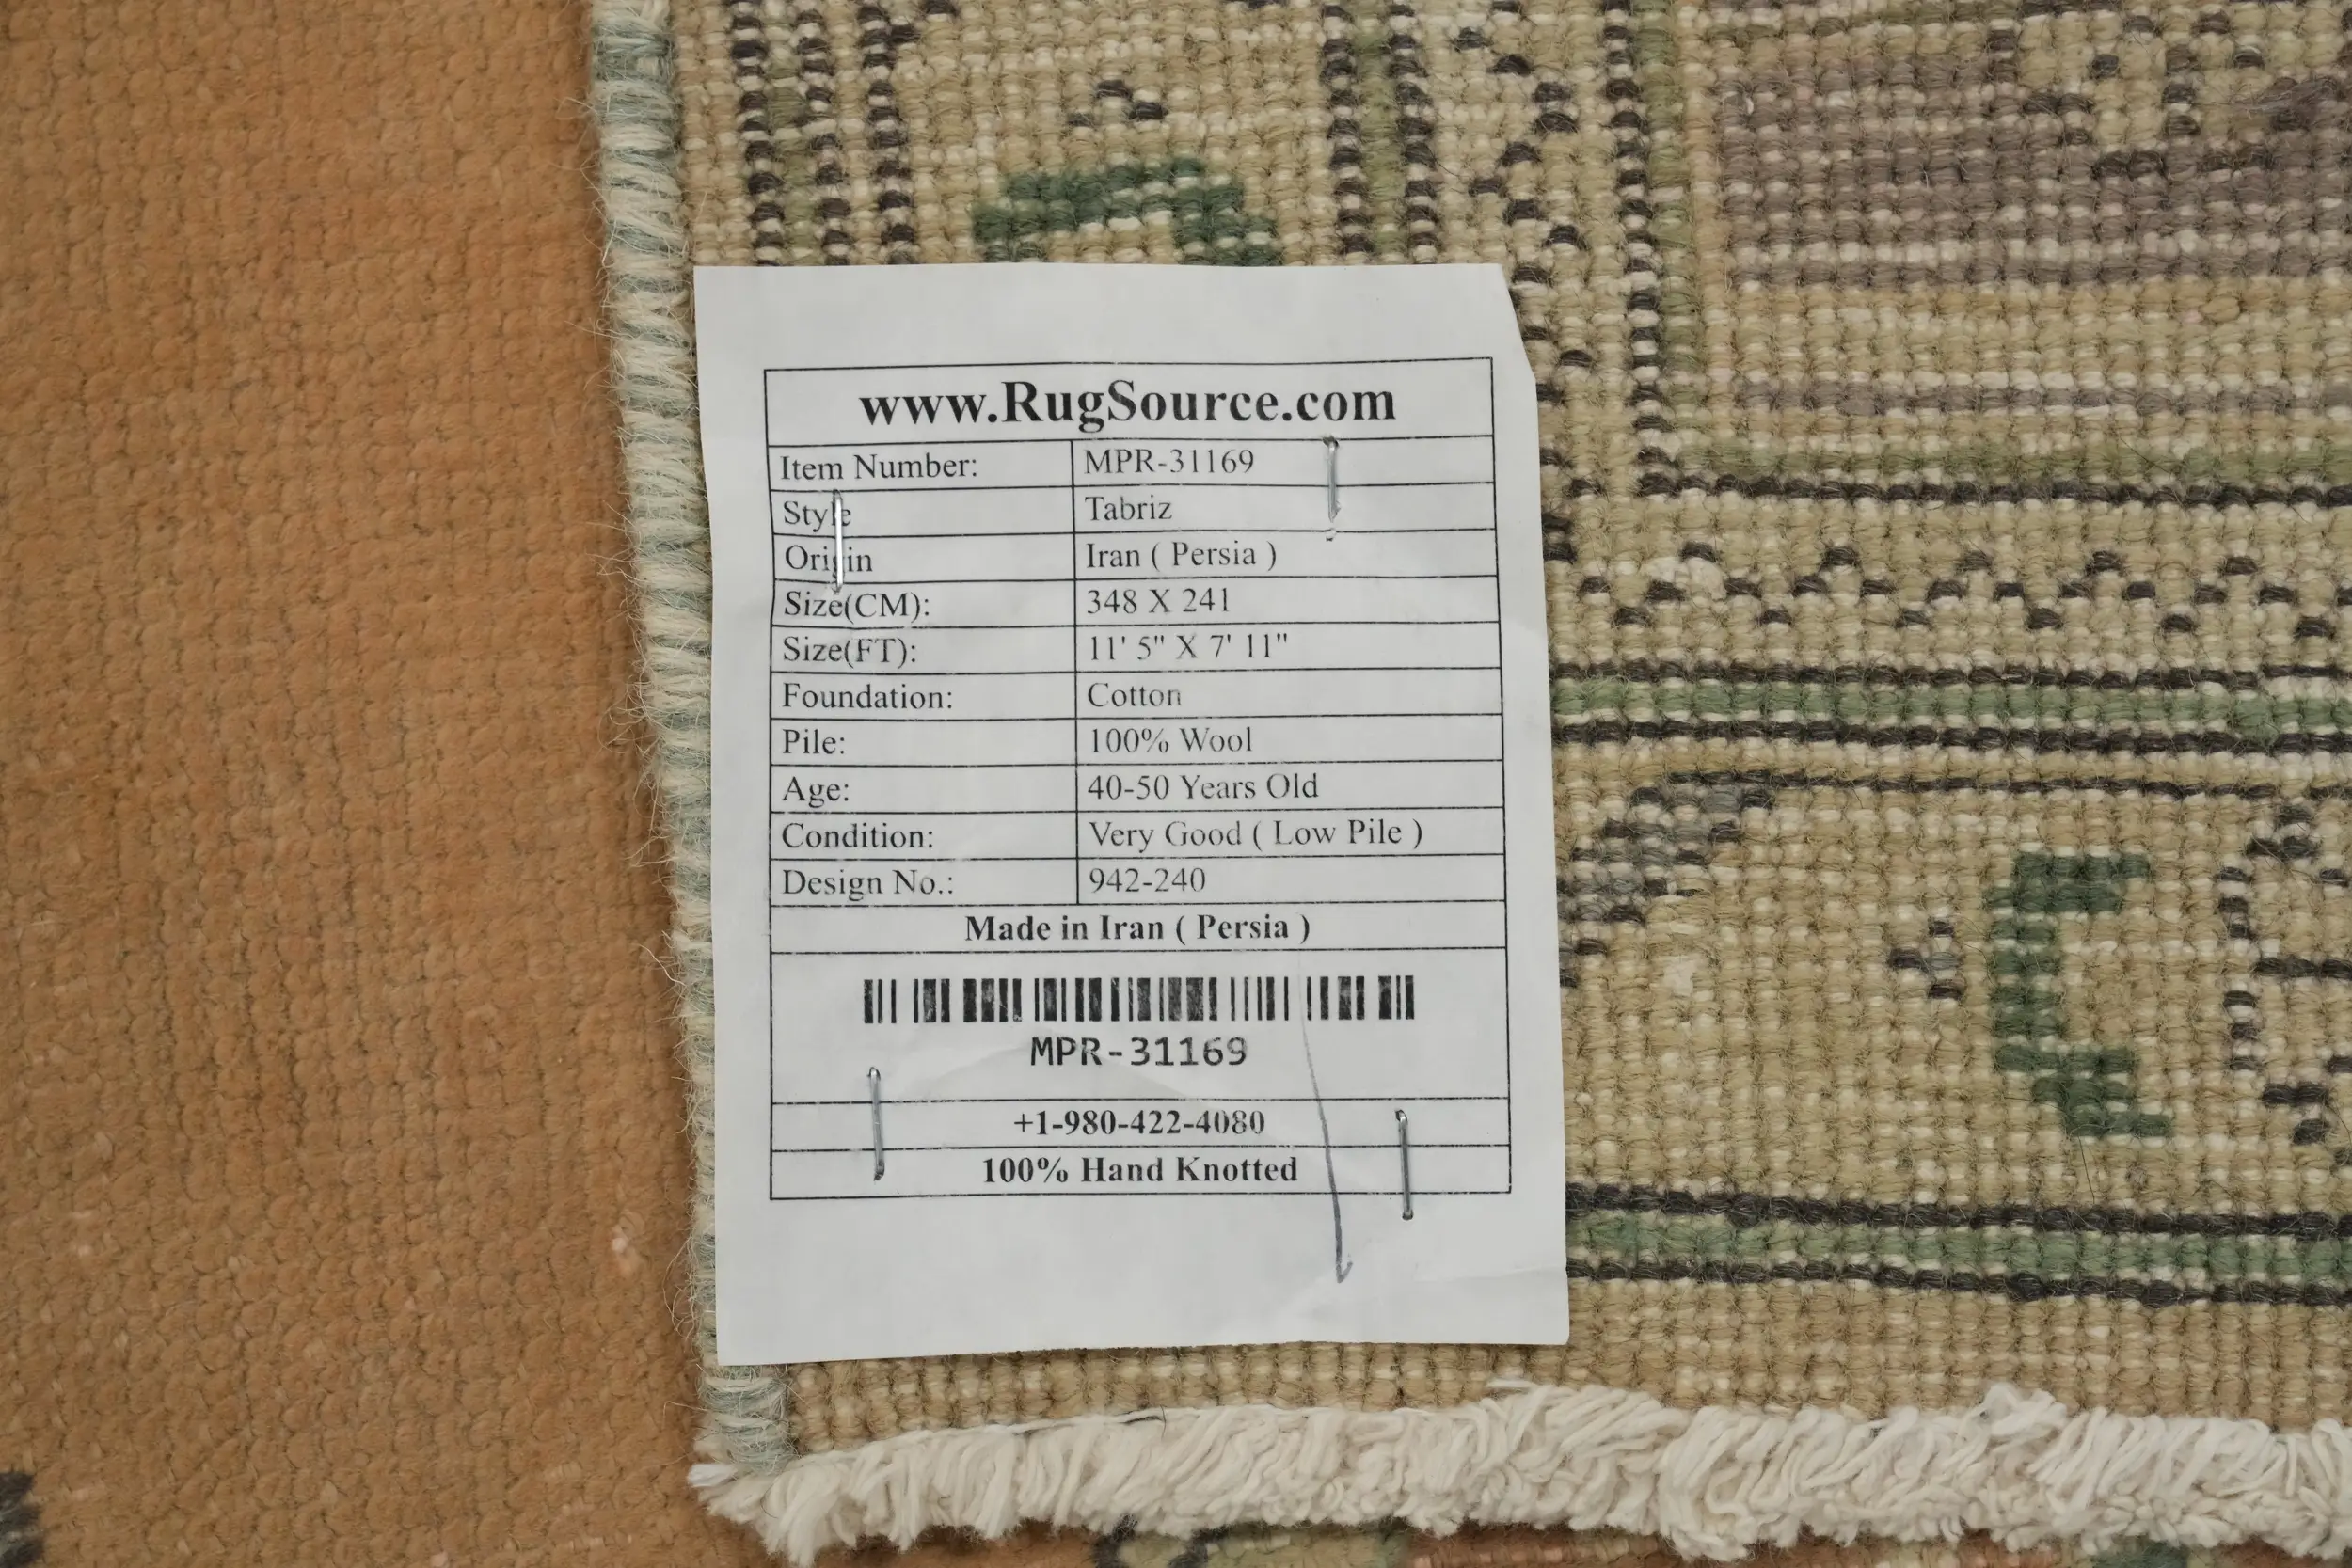 www.RugSource.com
Item Number: MPR-31169
Style Tabriz
Origin Iran ( Persia )
Size(CM): 348 X 241
Size(FT): 11' 5" X 7' 11"
Foundation: Cotton
Pile: 100% Wool
Age: 40-50 Years Old
Condition: Very Good ( Low Pile )
Design No.: 942-240
Made in Iran ( Persia )
MPR-31169
+1-980-422-4080
100% Hand Knotted